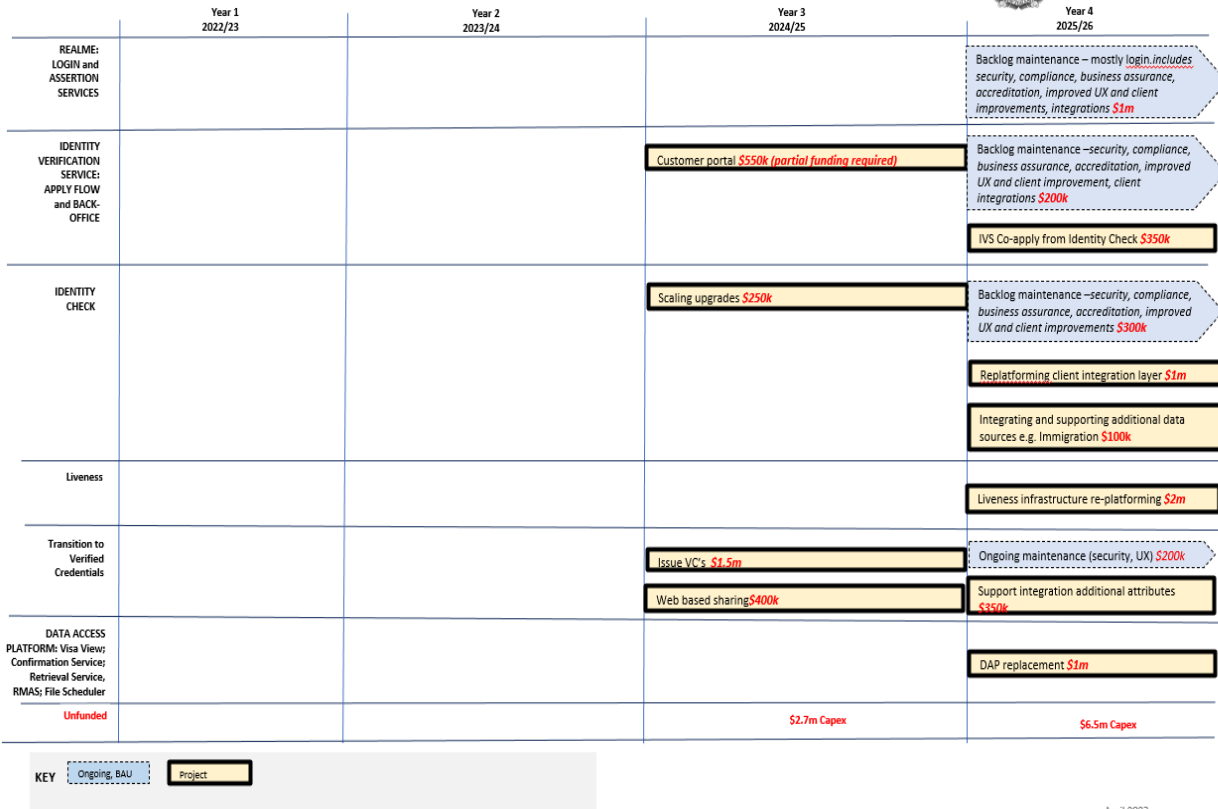 Year 1
2022/23
Year 2
2023/24
Year 3
2024/25
Year 4
2025/26
REALME:
LOGIN and
ASSERTION
SERVICES
Backlog maintenance – mostly login.includes
security, compliance, business assurance,
accreditation, improved UX and client
improvements, integrations $1m
IDENTITY
VERIFICATION
SERVICE:
APPLY FLOW
and BACK-
OFFICE
Customer portal $550k (partial funding required)
Backlog maintenance –security, compliance,
business assurance, accreditation, improved
UX and client improvement, client
integrations $200k
IVS Co-apply from Identity Check $350k
IDENTITY
CHECK
Scaling upgrades $250k
Backlog maintenance –security, compliance,
business assurance, accreditation, improved
UX and client improvements $300k
Replatforming client integration layer $1m
Integrating and supporting additional data
sources e.g. Immigration $100k
Liveness
Liveness infrastructure re-platforming $2m
Transition to
Verified
Credentials
Issue VC's $1.5m
Ongoing maintenance (security, UX) $200k
Web based sharing$400k
Support integration additional attributes
$350k
DATA ACCESS
PLATFORM: Visa View;
Confirmation Service;
Retrieval Service,
RMAS; File Scheduler
DAP replacement $1m
Unfunded
$2.7m Capex
$6.5m Capex
KEY
Ongoing, BAU
Project